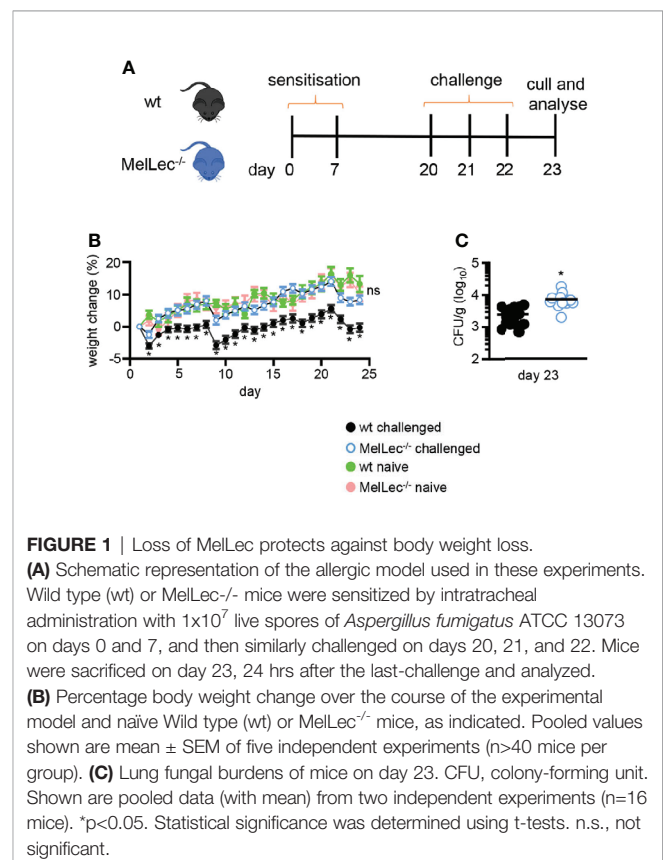 A
sensitisation challenge cull and
analyse
wt
MelLec-/-
day 0 7 20 21 22 23
B
20
10
0
-5
weight change (%)
0 5 10 15 20 25
day
ns
* * * * * * * * * * * * * * * * * * * * * *
C
5
4
3
2
CFU/g (log10)
*
day 23
wt challenged
MelLec-/- challenged
wt naive
MelLec-/- naive
FIGURE 1 | Loss of MelLec protects against body weight loss.
(A) Schematic representation of the allergic model used in these experiments.
Wild type (wt) or MelLec-/- mice were sensitized by intratracheal
administration with 1x10⁷ live spores of Aspergillus fumigatus ATCC 13073
on days 0 and 7, and then similarly challenged on days 20, 21, and 22. Mice
were sacrificed on day 23, 24 hrs after the last-challenge and analyzed.
(B) Percentage body weight change over the course of the experimental
model and naïve Wild type (wt) or MelLec-/- mice, as indicated. Pooled values
shown are mean ± SEM of five independent experiments (n>40 mice per
group). (C) Lung fungal burdens of mice on day 23. CFU, colony-forming unit.
Shown are pooled data (with mean) from two independent experiments (n=16
mice). *p<0.05. Statistical significance was determined using t-tests. n.s., not
significant.